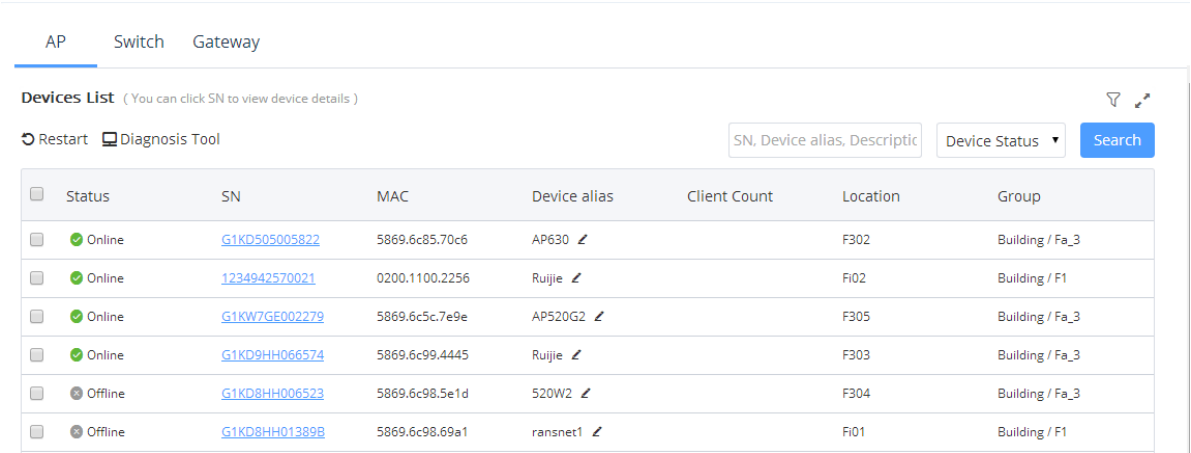 AP Switch Gateway
Devices List ( You can click SN to view device details )
Restart Diagnosis Tool SN, Device alias, Descriptic Device Status Search
Status SN MAC Device alias Client Count Location Group
Online G1KD505005822 5869.6c85.70c6 AP630 F302 Building / Fa_3
Online 1234942570021 0200.1100.2256 Ruijie Fi02 Building / F1
Online G1KW7GE002279 5869.6c5c.7e9e AP520G2 F305 Building / Fa_3
Online G1KD9HH066574 5869.6c99.4445 Ruijie F303 Building / Fa_3
Offline G1KD8HH006523 5869.6c98.5e1d 520W2 F304 Building / Fa_3
Offline G1KD8HH01389B 5869.6c98.69a1 ransnet1 Fi01 Building / F1